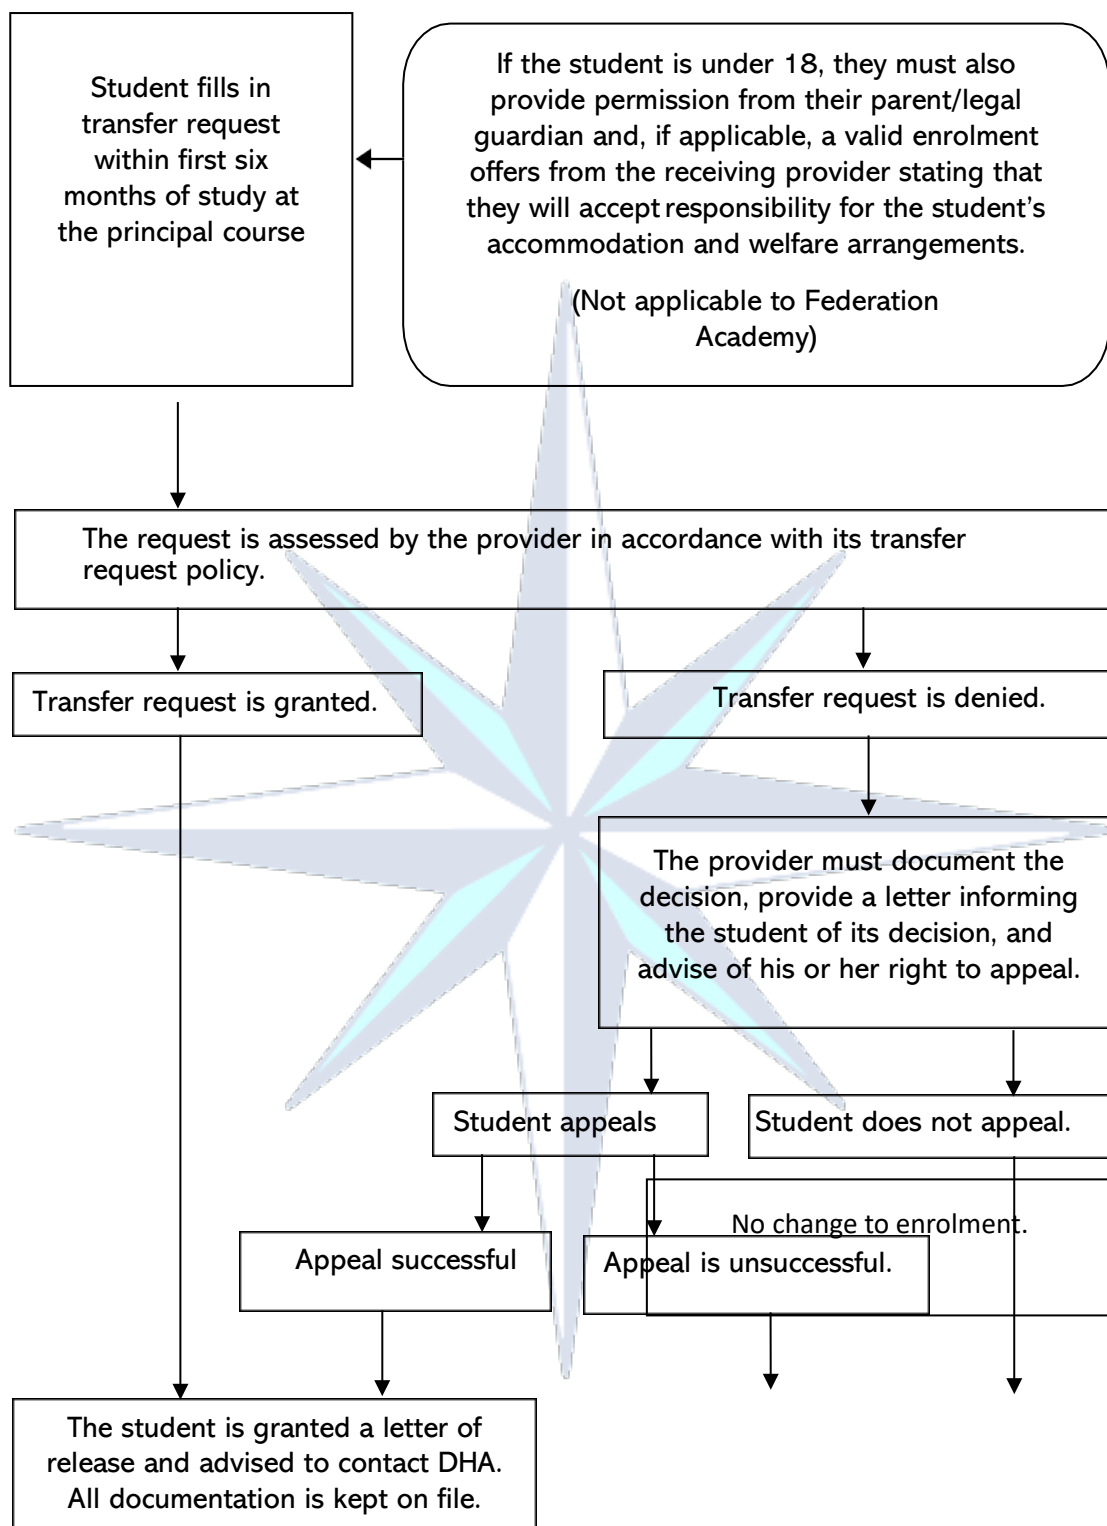 Student fills in
transfer request
within first six
months of study at
the principal course
If the student is under 18, they must also
provide permission from their parent/legal
guardian and, if applicable, a valid enrolment
offers from the receiving provider stating that
they will accept responsibility for the student’s
accommodation and welfare arrangements.
(Not applicable to Federation
Academy)
The request is assessed by the provider in accordance with its transfer
request policy.
Transfer request is granted.
Transfer request is denied.
The provider must document the
decision, provide a letter informing
the student of its decision, and
advise of his or her right to appeal.
Student appeals
Student does not appeal.
No change to enrolment.
Appeal successful
Appeal is unsuccessful.
The student is granted a letter of
release and advised to contact DHA.
All documentation is kept on file.